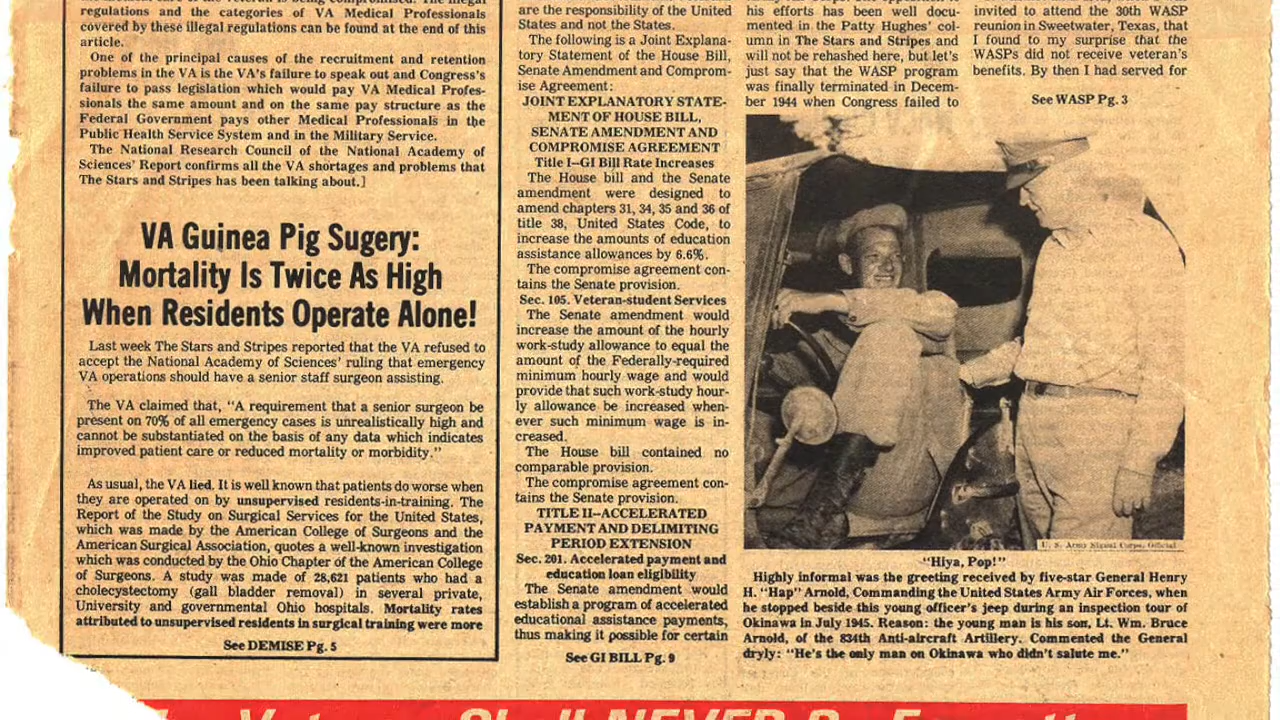 regulations and the categories of VA Medical Professionals
covered by these illegal regulations can be found at the end of this
article.
One of the principal causes of the recruitment and retention
problems in the VA is the VA's failure to speak out and Congress's
failure to pass legislation which would pay VA Medical Profes-
sionals the same amount and on the same pay structure as the
Federal Government pays other Medical Professionals in the
Public Health Service System and in the Military Service.
The National Research Council of the National Academy of
Sciences' Report confirms all the VA shortages and problems that
The Stars and Stripes has been talking about.]
VA Guinea Pig Sugery:
Mortality Is Twice As High
When Residents Operate Alone!
Last week The Stars and Stripes reported that the VA refused to
accept the National Academy of Sciences' ruling that emergency
VA operations should have a senior staff surgeon assisting.
The VA claimed that, "A requirement that a senior surgeon be
present on 70% of all emergency cases is unrealistically high and
cannot be substantiated on the basis of any data which indicates
improved patient care or reduced mortality or morbidity."
As usual, the VA lied. It is well known that patients do worse when
they are operated on by unsupervised residents-in-training. The
Report of the Study on Surgical Services for the United States,
which was made by the American College of Surgeons and the
American Surgical Association, quotes a well-known investigation
which was conducted by the Ohio Chapter of the American College
of Surgeons. A study was made of 28,621 patients who had a
cholecystectomy (gall bladder removal) in several private,
University and governmental Ohio hospitals. Mortality rates
attributed to unsupervised residents in surgical training were more
See DEMISE Pg. 5
are the responsibility of the United
States and not the States.
The following is a Joint Explana-
tory Statement of the House Bill,
Senate Amendment and Comprom-
ise Agreement:
JOINT EXPLANATORY STATE-
MENT OF HOUSE BILL,
SENATE AMENDMENT AND
COMPROMISE AGREEMENT
Title I--GI Bill Rate Increases
The House bill and the Senate
amendment were designed to
amend chapters 31, 34, 35 and 36 of
title 38, United States Code, to
increase the amounts of education
assistance allowances by 6.6%.
The compromise agreement con-
tains the Senate provision.
Sec. 105. Veteran-student Services
The Senate amendment would
increase the amount of the hourly
work-study allowance to equal the
amount of the Federally-required
minimum hourly wage and would
provide that such work-study hour-
ly allowance be increased when-
ever such minimum wage is in-
creased.
The House bill contained no
comparable provision.
The compromise agreement con-
tains the Senate provision.
TITLE II--ACCELERATED
PAYMENT AND DELIMITING
PERIOD EXTENSION
Sec. 201. Accelerated payment and
education loan eligibility
The Senate amendment would
establish a program of accelerated
educational assistance payments,
thus making it possible for certain
See GI BILL Pg. 9
his efforts has been well docu-
mented in the Patty Hughes' col-
umn in The Stars and Stripes and
will not be rehashed here, but let's
just say that the WASP program
was finally terminated in Decem-
ber 1944 when Congress failed to
invited to attend the 30th WASP
reunion in Sweetwater, Texas, that
I found to my surprise that the
WASPs did not receive veteran's
benefits. By then I had served for
See WASP Pg. 3
U. S. Army Signal Corps, Official
"Hiya, Pop!"
Highly informal was the greeting received by five-star General Henry
H. "Hap" Arnold, Commanding the United States Army Air Forces, when
he stopped beside this young officer's jeep during an inspection tour of
Okinawa in July 1945. Reason: the young man is his son, Lt. Wm. Bruce
Arnold, of the 834th Anti-aircraft Artillery. Commented the General
dryly: "He's the only man on Okinawa who didn't salute me."